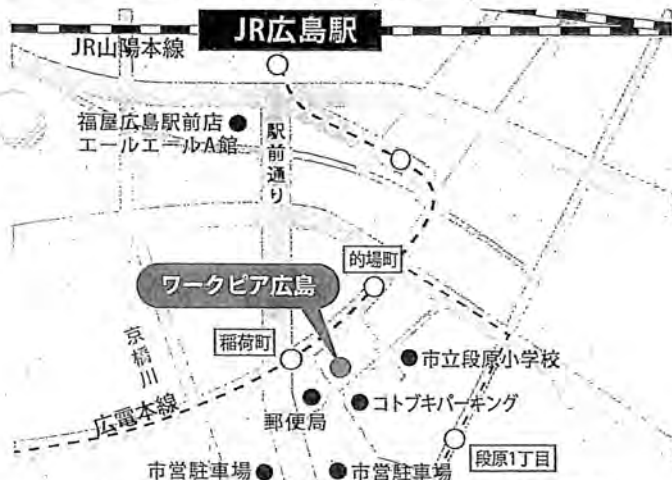 JR広島駅
JR山陽本線
福屋広島駅前店
エールエールA館
駅前通り
的場町
ワークピア広島
稲荷町
京橋川
市立段原小学校
広電本線
郵便局
コトブキパーキング
段原1丁目
市営駐車場
市営駐車場